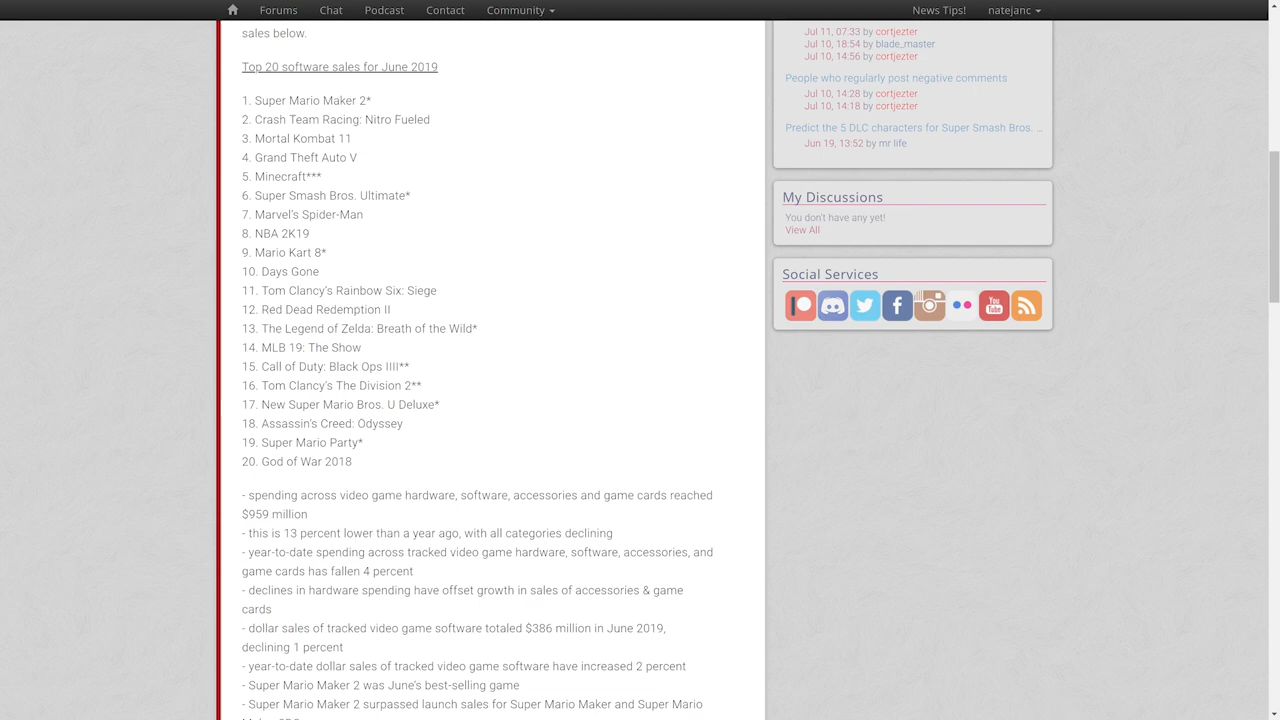 Forums Chat Podcast Contact Community News Tips! natejanc
sales below.
Top 20 software sales for June 2019
1. Super Mario Maker 2*
2. Crash Team Racing: Nitro Fueled
3. Mortal Kombat 11
4. Grand Theft Auto V
5. Minecraft***
6. Super Smash Bros. Ultimate*
7. Marvel's Spider-Man
8. NBA 2K19
9. Mario Kart 8*
10. Days Gone
11. Tom Clancy's Rainbow Six: Siege
12. Red Dead Redemption II
13. The Legend of Zelda: Breath of the Wild*
14. MLB 19: The Show
15. Call of Duty: Black Ops IIII**
16. Tom Clancy's The Division 2**
17. New Super Mario Bros. U Deluxe*
18. Assassin's Creed: Odyssey
19. Super Mario Party*
20. God of War 2018
- spending across video game hardware, software, accessories and game cards reached
$959 million
- this is 13 percent lower than a year ago, with all categories declining
- year-to-date spending across tracked video game hardware, software, accessories, and
game cards has fallen 4 percent
- declines in hardware spending have offset growth in sales of accessories & game
cards
- dollar sales of tracked video game software totaled $386 million in June 2019,
declining 1 percent
- year-to-date dollar sales of tracked video game software have increased 2 percent
- Super Mario Maker 2 was June's best-selling game
- Super Mario Maker 2 surpassed launch sales for Super Mario Maker and Super Mario
Jul 11, 07:33 by cortjezter
Jul 10, 18:54 by blade_master
Jul 10, 14:56 by cortjezter
People who regularly post negative comments
Jul 10, 14:28 by cortjezter
Jul 10, 14:18 by cortjezter
Predict the 5 DLC characters for Super Smash Bros. ...
Jun 19, 13:52 by mr life
My Discussions
You don't have any yet!
View All
Social Services
You Tube